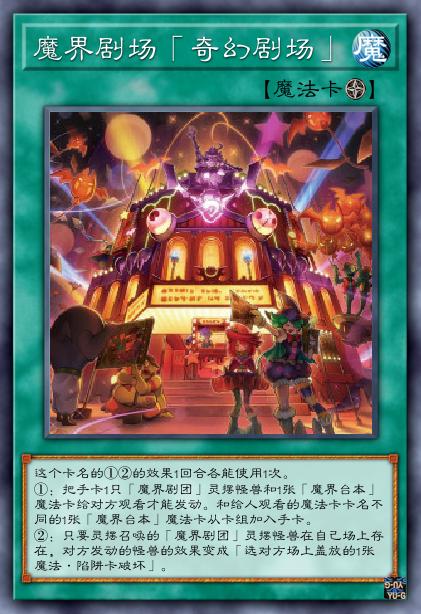 魔界剧场「奇幻剧场」
魔
【魔法卡】
这个卡名的①②的效果1回合各能使用1次。
①：把手卡1只「魔界剧团」灵摆怪兽和1张「魔界台本」
魔法卡给对方观看才能发动。和给人观看的魔法卡卡名不
同的1张「魔界台本」魔法卡从卡组加入手卡。
②：只要灵摆召唤的「魔界剧团」灵摆怪兽在自己场上存
在，对方发动的怪兽的效果变成「选对方场上盖放的1张
魔法·陷阱卡破坏」。